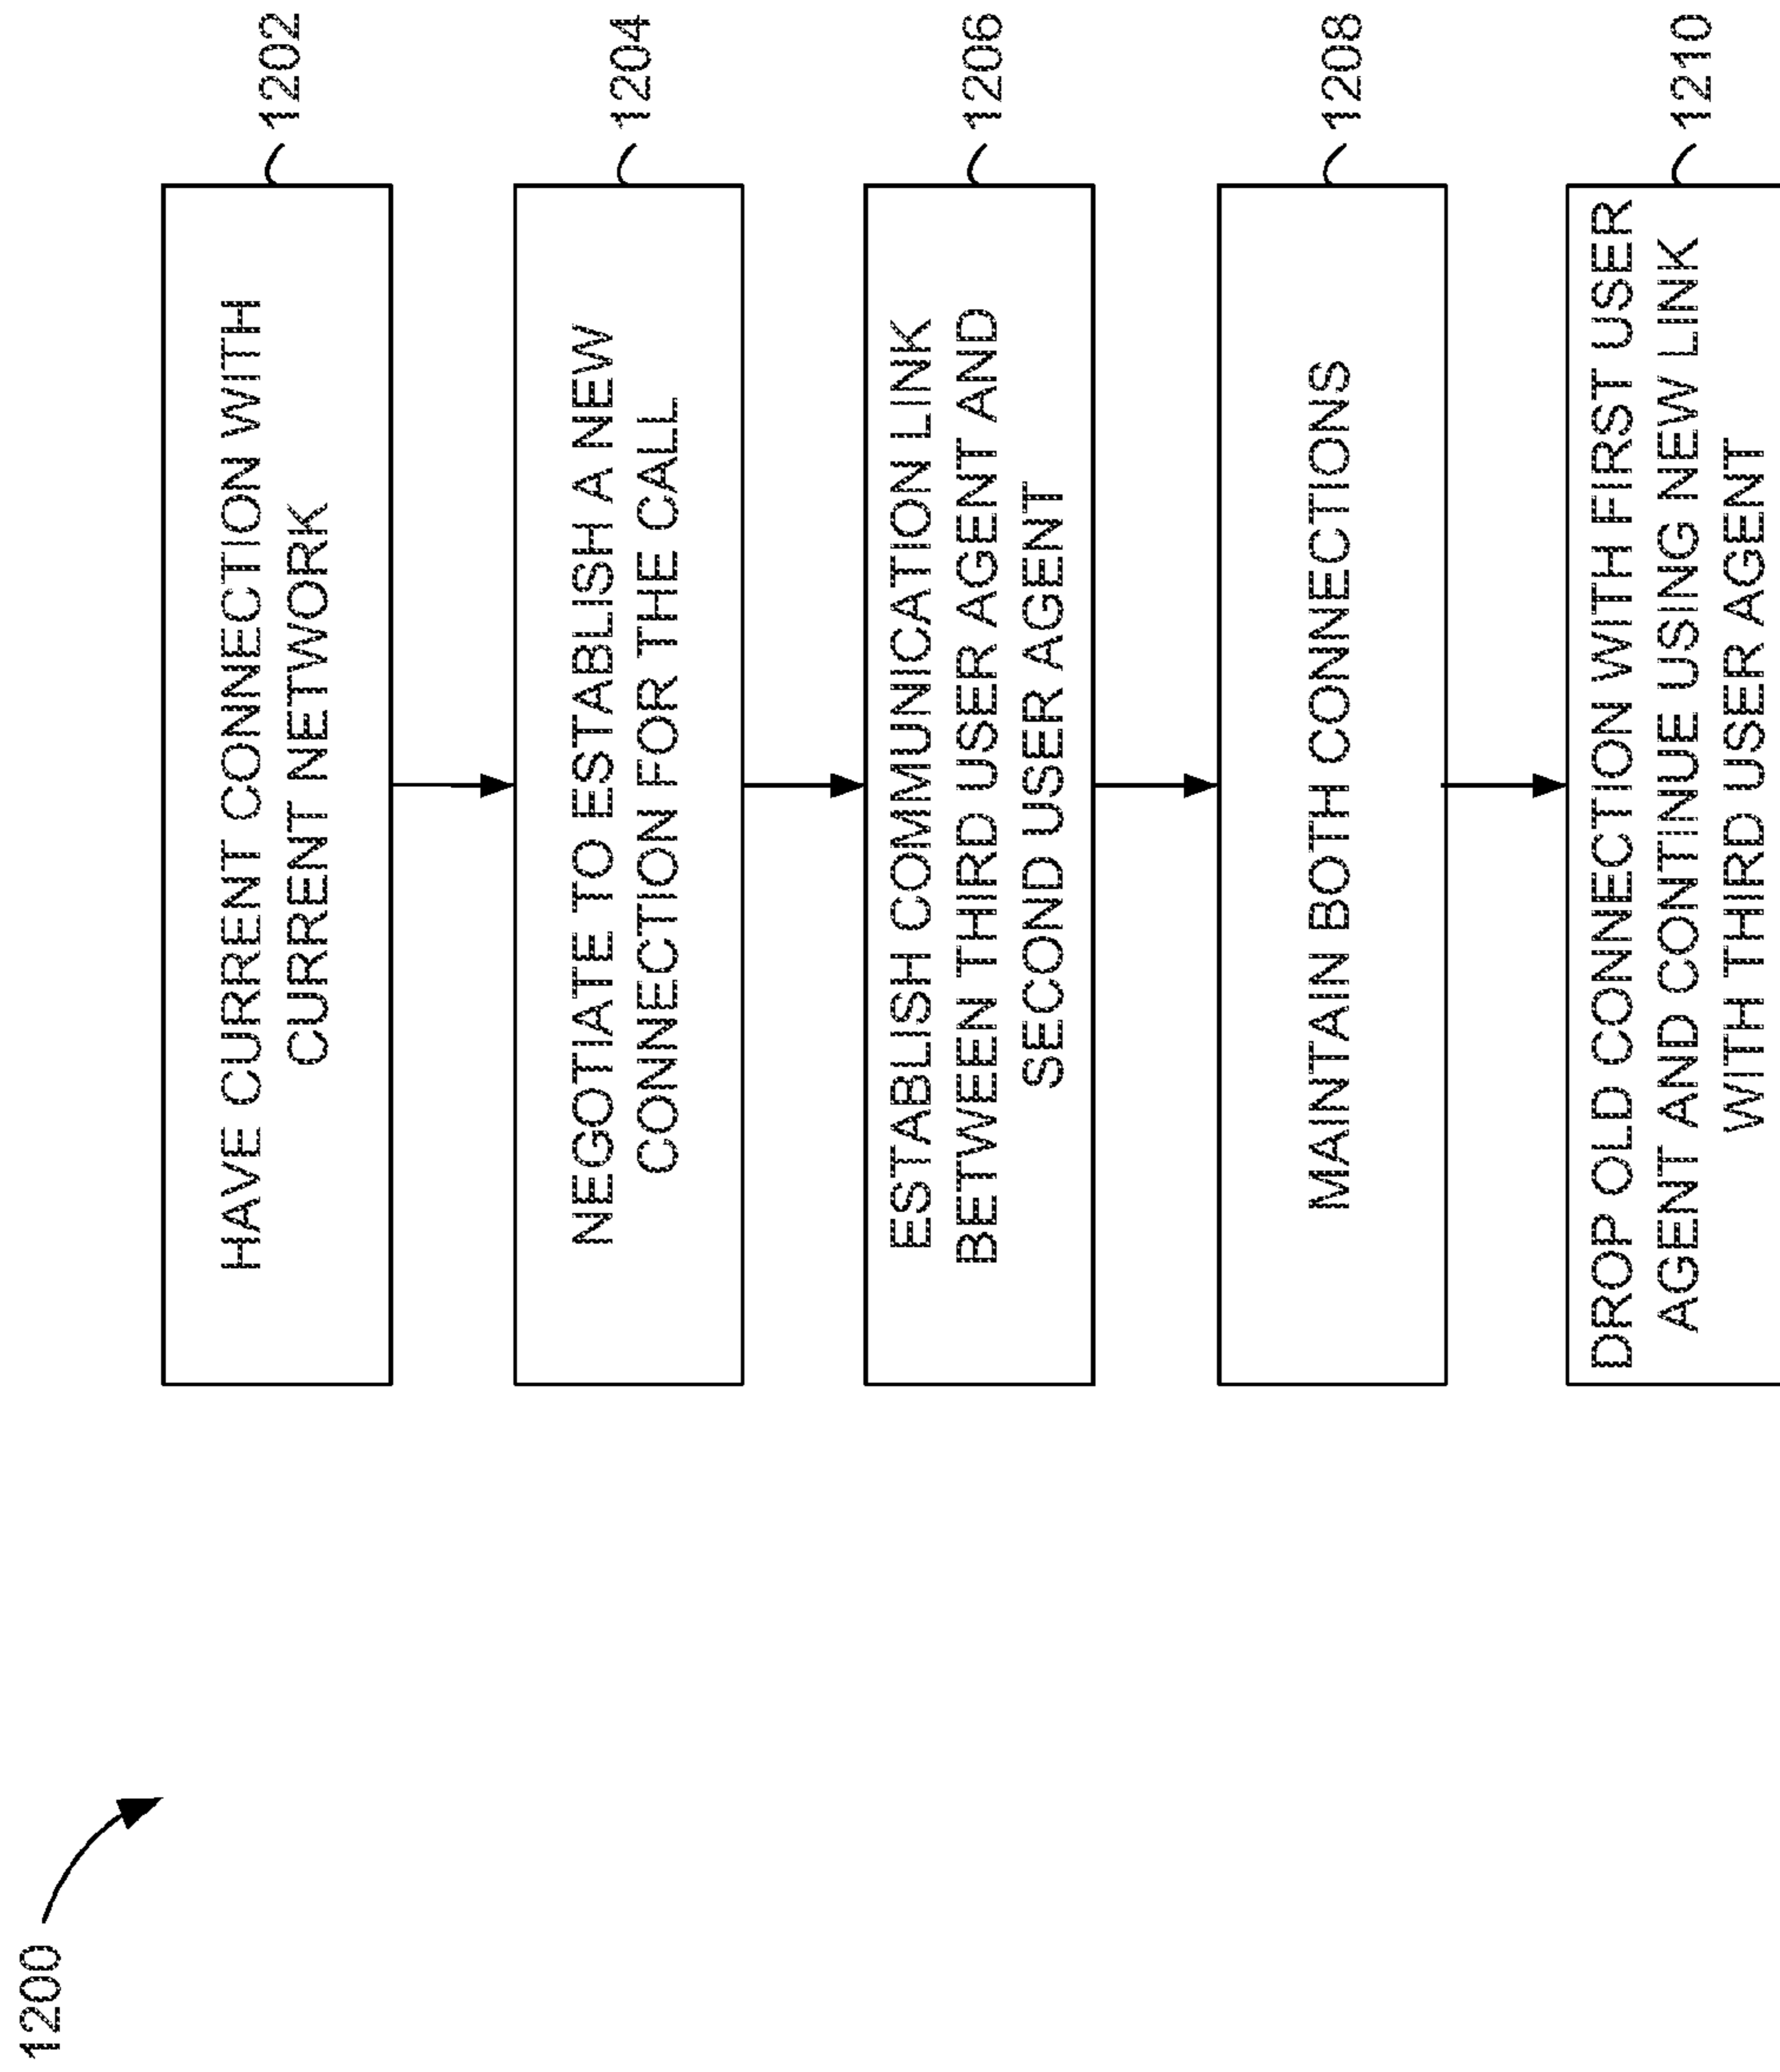 1200
HAVE CURRENT CONNECTION WITH
CURRENT NETWORK
1202
NEGOTIATE TO ESTABLISH A NEW
CONNECTION FOR THE CALL
1204
ESTABLISH COMMUNICATION LINK
BETWEEN THIRD USER AGENT AND
SECOND USER AGENT
1206
MAINTAIN BOTH CONNECTIONS
1208
DROP OLD CONNECTION WITH FIRST USER
AGENT AND CONTINUE USING NEW LINK
WITH THIRD USER AGENT
1210